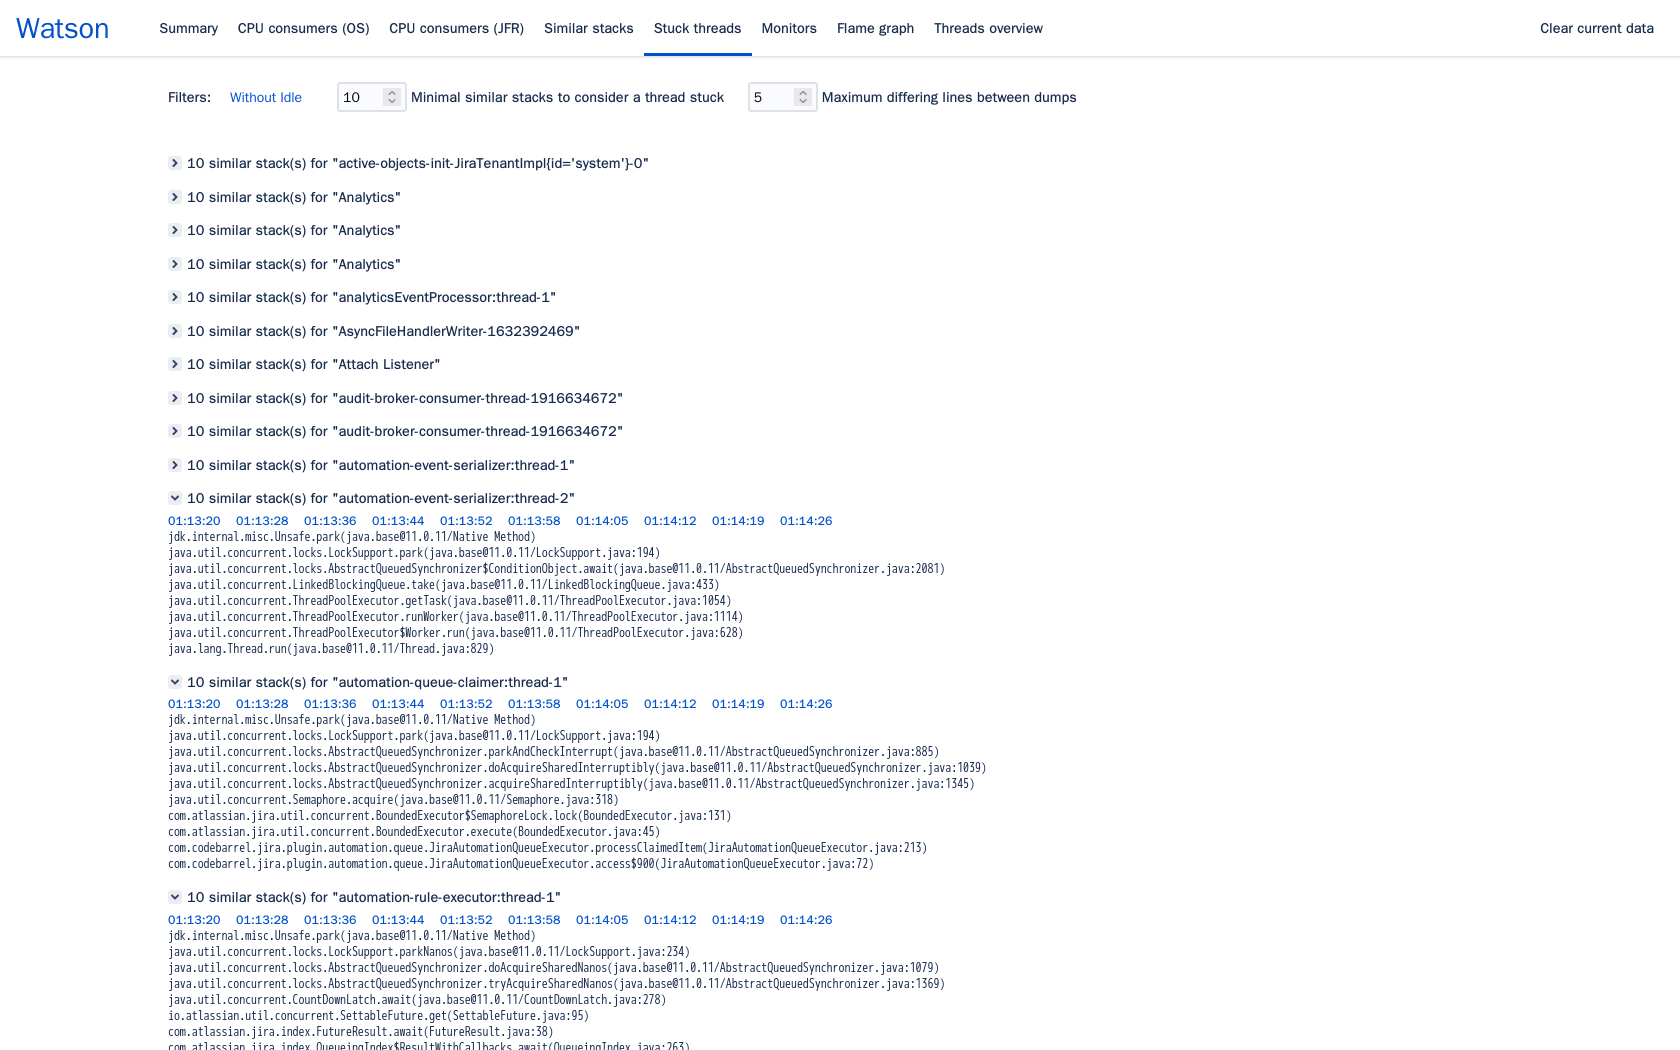 Watson
Summary
CPU consumers (OS)
CPU consumers (JFR)
Similar stacks
Stuck threads
Monitors
Flame graph
Threads overview
Clear current data
Filters: Without Idle 10 Minimal similar stacks to consider a thread stuck 5 Maximum differing lines between dumps
10 similar stack(s) for "active-objects-init-JiraTenantImpl{id='system'}-0"
10 similar stack(s) for "Analytics"
10 similar stack(s) for "Analytics"
10 similar stack(s) for "Analytics"
10 similar stack(s) for "analyticsEventProcessor:thread-1"
10 similar stack(s) for "AsyncFileHandlerWriter-1632392469"
10 similar stack(s) for "Attach Listener"
10 similar stack(s) for "audit-broker-consumer-thread-1916634672"
10 similar stack(s) for "audit-broker-consumer-thread-1916634672"
10 similar stack(s) for "automation-event-serializer:thread-1"
10 similar stack(s) for "automation-event-serializer:thread-2"
01:13:20 01:13:28 01:13:36 01:13:44 01:13:52 01:13:58 01:14:05 01:14:12 01:14:19 01:14:26
jdk.internal.misc.Unsafe.park(java.base@11.0.11/Native Method)
java.util.concurrent.locks.LockSupport.park(java.base@11.0.11/LockSupport.java:194)
java.util.concurrent.locks.AbstractQueuedSynchronizer$ConditionObject.await(java.base@11.0.11/AbstractQueuedSynchronizer.java:2081)
java.util.concurrent.LinkedBlockingQueue.take(java.base@11.0.11/LinkedBlockingQueue.java:433)
java.util.concurrent.ThreadPoolExecutor.getTask(java.base@11.0.11/ThreadPoolExecutor.java:1054)
java.util.concurrent.ThreadPoolExecutor.runWorker(java.base@11.0.11/ThreadPoolExecutor.java:1114)
java.util.concurrent.ThreadPoolExecutor$Worker.run(java.base@11.0.11/ThreadPoolExecutor.java:628)
java.lang.Thread.run(java.base@11.0.11/Thread.java:829)
10 similar stack(s) for "automation-queue-claimer:thread-1"
01:13:20 01:13:28 01:13:36 01:13:44 01:13:52 01:13:58 01:14:05 01:14:12 01:14:19 01:14:26
jdk.internal.misc.Unsafe.park(java.base@11.0.11/Native Method)
java.util.concurrent.locks.LockSupport.park(java.base@11.0.11/LockSupport.java:194)
java.util.concurrent.locks.AbstractQueuedSynchronizer.parkAndCheckInterrupt(java.base@11.0.11/AbstractQueuedSynchronizer.java:885)
java.util.concurrent.locks.AbstractQueuedSynchronizer.doAcquireSharedInterruptibly(java.base@11.0.11/AbstractQueuedSynchronizer.java:1039)
java.util.concurrent.locks.AbstractQueuedSynchronizer.acquireSharedInterruptibly(java.base@11.0.11/AbstractQueuedSynchronizer.java:1345)
java.util.concurrent.Semaphore.acquire(java.base@11.0.11/Semaphore.java:318)
com.atlassian.jira.util.concurrent.BoundedExecutor$SemaphoreLock.lock(BoundedExecutor.java:131)
com.atlassian.jira.util.concurrent.BoundedExecutor.execute(BoundedExecutor.java:45)
com.codebarrel.jira.plugin.automation.queue.JiraAutomationQueueExecutor.processClaimedItem(JiraAutomationQueueExecutor.java:213)
com.codebarrel.jira.plugin.automation.queue.JiraAutomationQueueExecutor.access$900(JiraAutomationQueueExecutor.java:72)
10 similar stack(s) for "automation-rule-executor:thread-1"
01:13:20 01:13:28 01:13:36 01:13:44 01:13:52 01:13:58 01:14:05 01:14:12 01:14:19 01:14:26
jdk.internal.misc.Unsafe.park(java.base@11.0.11/Native Method)
java.util.concurrent.locks.LockSupport.parkNanos(java.base@11.0.11/LockSupport.java:234)
java.util.concurrent.locks.AbstractQueuedSynchronizer.doAcquireSharedNanos(java.base@11.0.11/AbstractQueuedSynchronizer.java:1079)
java.util.concurrent.locks.AbstractQueuedSynchronizer.tryAcquireSharedNanos(java.base@11.0.11/AbstractQueuedSynchronizer.java:1369)
java.util.concurrent.CountDownLatch.await(java.base@11.0.11/CountDownLatch.java:278)
io.atlassian.util.concurrent.SettableFuture.get(SettableFuture.java:95)
com.atlassian.jira.index.FutureResult.await(FutureResult.java:38)
com.atlassian.jira.index.QueueingIndex$ResultWithCallbacks.await(QueueingIndex.java:263)